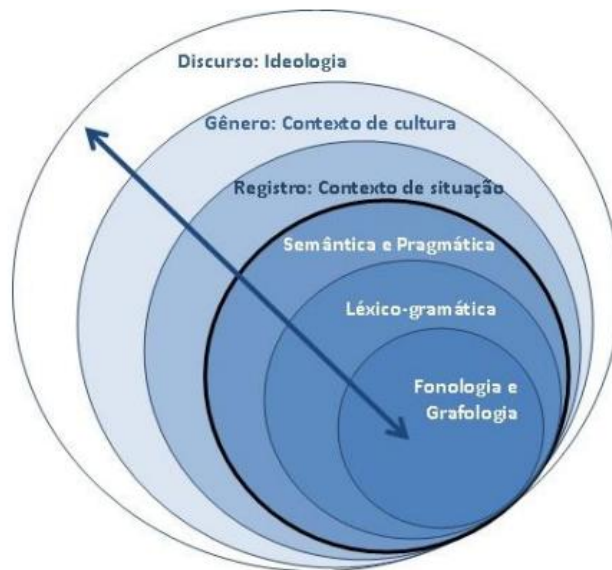 Discurso: Ideologia
Gênero: Contexto de cultura
Registro: Contexto de situação
Semântica e Pragmática
Léxico-gramática
Fonologia e
Grafologia